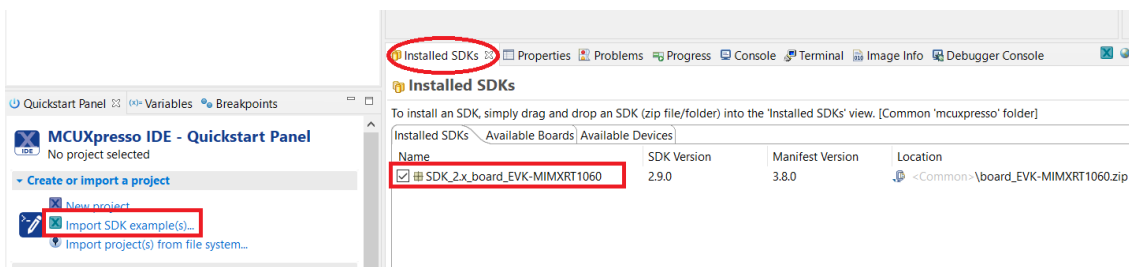 Installed SDKs Properties Problems Progress Console Terminal Image Info Debugger Console
Installed SDKs
To install an SDK, simply drag and drop an SDK (zip file/folder) into the 'Installed SDKs' view. [Common 'mcuxpresso' folder]
Installed SDKs Available Boards Available Devices
Name SDK Version Manifest Version Location
SDK_2.x_board_EVK-MIMXRT1060 2.9.0 3.8.0 <Common>\board_EVK-MIMXRT1060.zip
Quickstart Panel (x)= Variables Breakpoints
MCUXpresso IDE - Quickstart Panel
IDE No project selected
Create or import a project
New project...
Import SDK example(s)...
Import project(s) from file system...